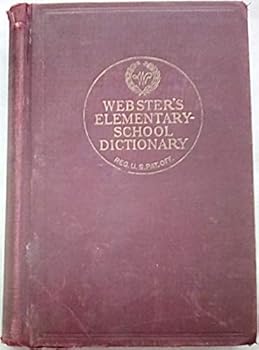 WEBSTER'S
ELEMENTARY-
SCHOOL
DICTIONARY
REG. U. S. PAT. OFF.